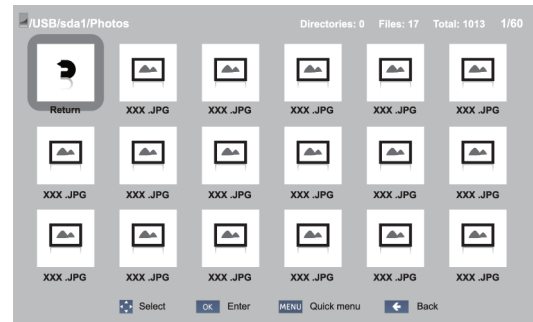 /USB/sda1/Photos Directories: 0 Files: 17 Total: 1013 1/60
Return XXX .JPG XXX .JPG XXX .JPG XXX .JPG XXX .JPG
XXX .JPG XXX .JPG XXX .JPG XXX .JPG XXX .JPG XXX .JPG
XXX .JPG XXX .JPG XXX .JPG XXX .JPG XXX .JPG XXX .JPG
Select OK Enter MENU Quick menu Back